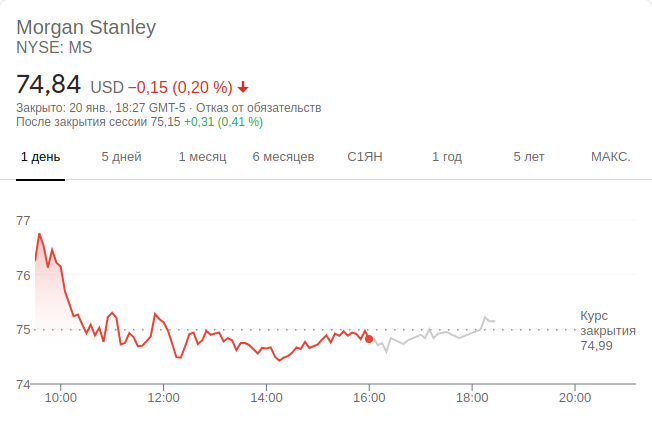 Morgan Stanley
NYSE: MS
74,84 USD −0,15 (0,20 %)
Закрыто: 20 янв., 18:27 GMT-5 · Отказ от обязательств
После закрытия сессии 75,15 +0,31 (0,41 %)
1 день 5 дней 1 месяц 6 месяцев С1ЯН 1 год 5 лет МАКС.
77
76
75
74
Курс
закрытия
74,99
10:00 12:00 14:00 16:00 18:00 20:00